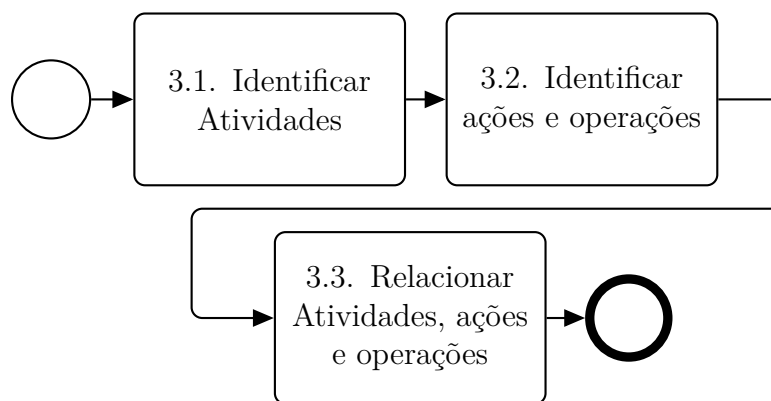 3.1. Identificar
Atividades
3.2. Identificar
ações e operações
3.3. Relacionar
Atividades, ações
e operações